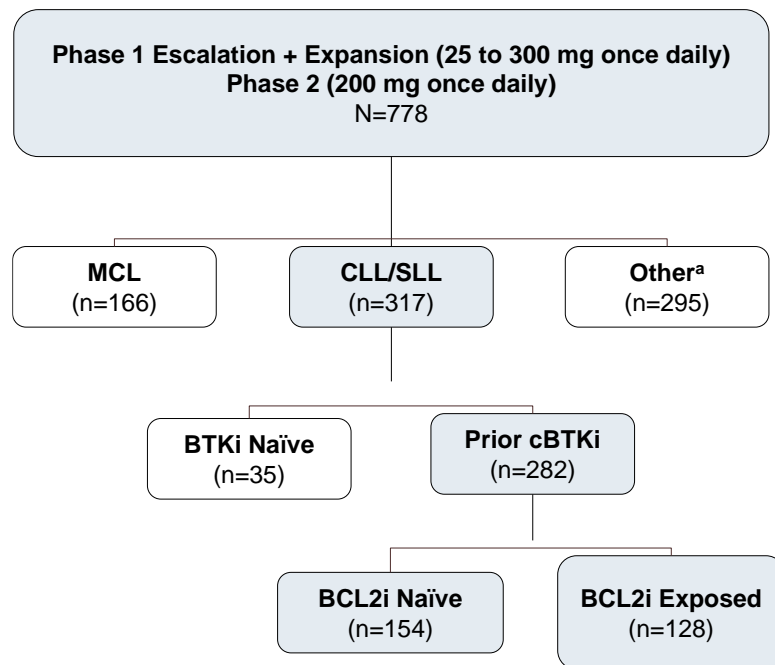 Phase 1 Escalation + Expansion (25 to 300 mg once daily)
Phase 2 (200 mg once daily)
N=778
MCL
(n=166)
CLL/SLL
(n=317)
Otherᵃ
(n=295)
BTKi Naïve
(n=35)
Prior cBTKi
(n=282)
BCL2i Naïve
(n=154)
BCL2i Exposed
(n=128)